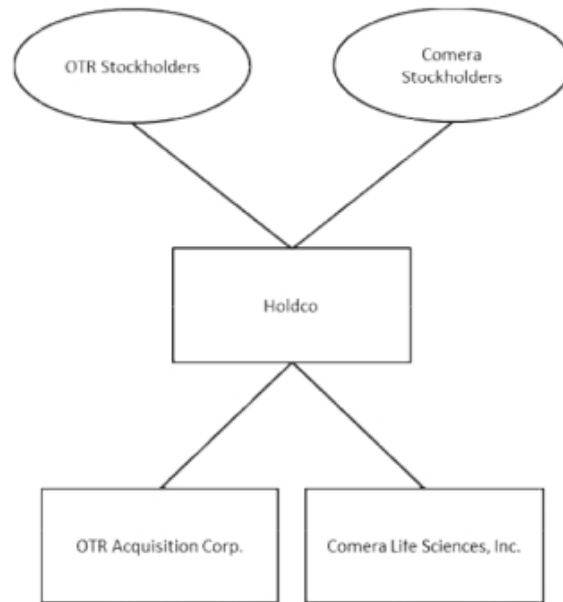 OTR Stockholders
Comera
Stockholders
Holdco
OTR Acquisition Corp.
Comera Life Sciences, Inc.